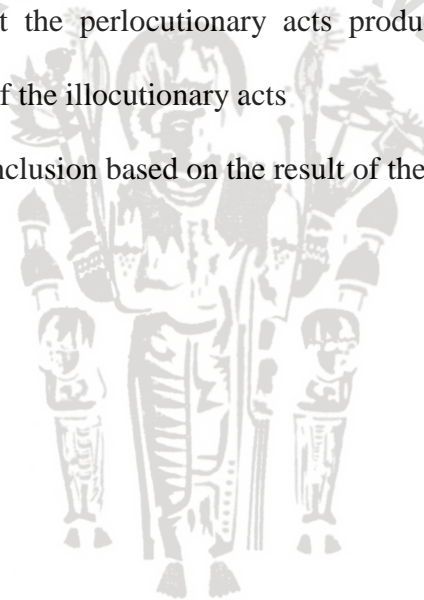 t the perlocutionary acts produ
f the illocutionary acts
nclusion based on the result of the